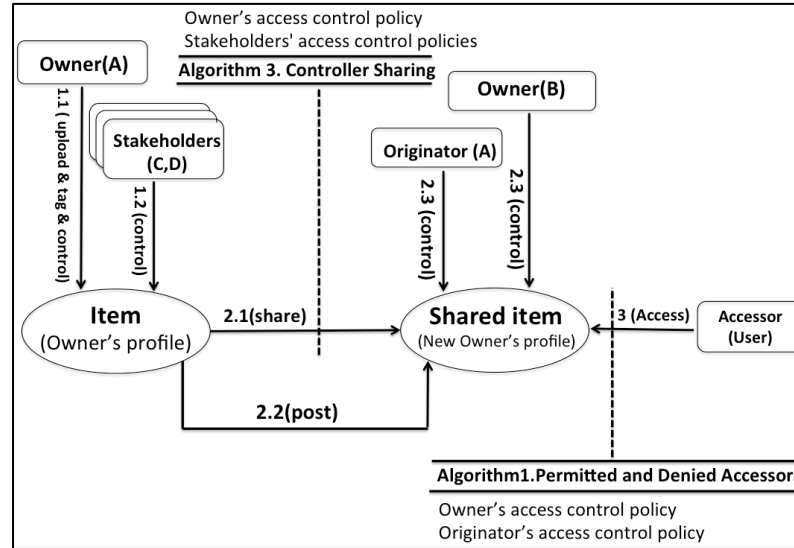 Owner's access control policy
Stakeholders' access control policies
Algorithm 3. Controller Sharing
Owner(A)
Owner(B)
Stakeholders
(C,D)
Originator (A)
1.1 ( upload & tag & control)
1.2 (control)
2.3 (control)
2.3 (control)
Item
(Owner's profile)
2.1(share)
Shared item
(New Owner's profile)
3 (Access)
Accessor
(User)
2.2(post)
Algorithm1.Permitted and Denied Accessors
Owner's access control policy
Originator's access control policy